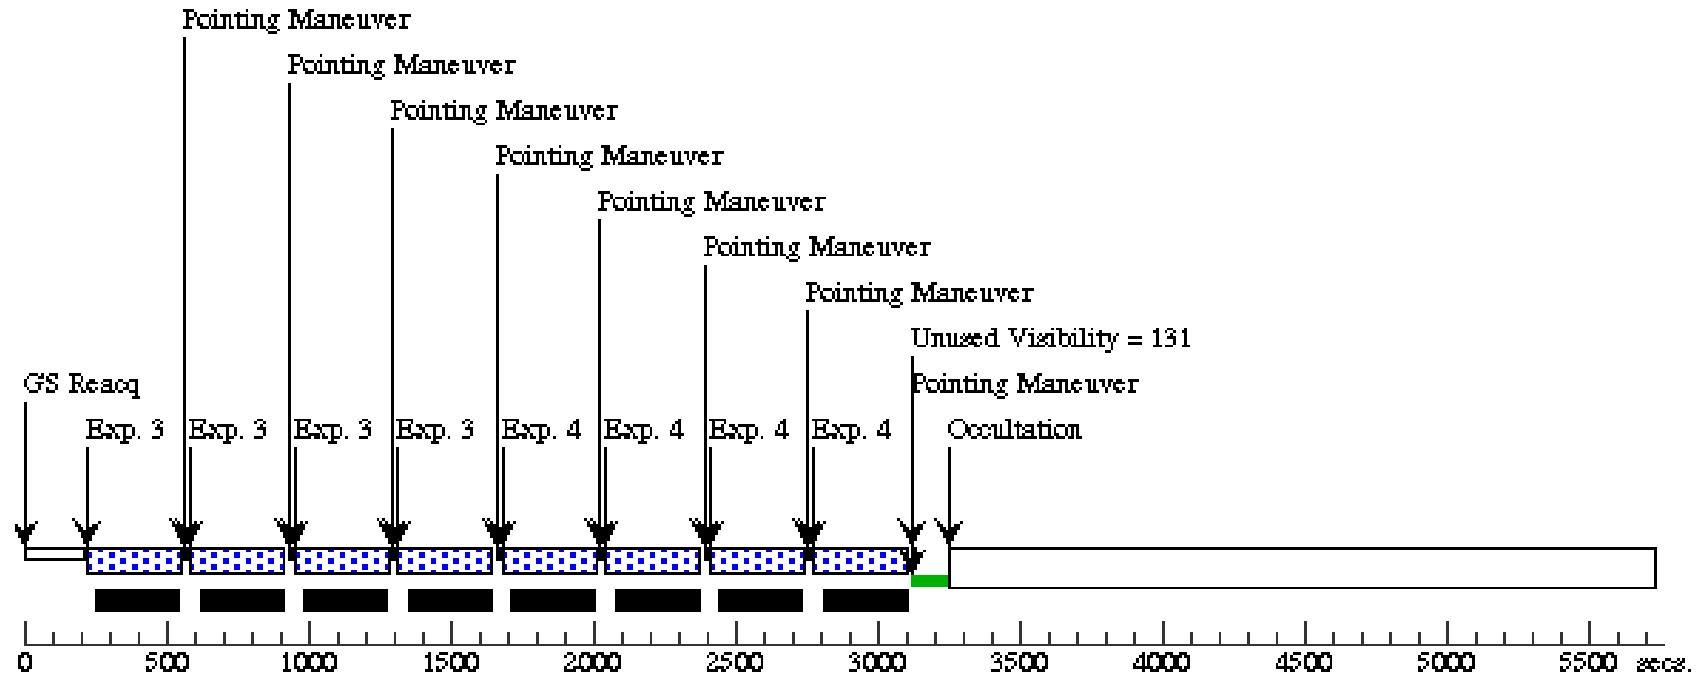 Pointing Maneuver
Pointing Maneuver
Pointing Maneuver
Pointing Maneuver
Pointing Maneuver
Pointing Maneuver
Pointing Maneuver
Unused Visibility = 131
GS Reacq Pointing Maneuver
Exp. 3 Exp. 3 Exp. 3 Exp. 3 Exp. 4 Exp. 4 Exp. 4 Exp. 4 Occultation
0 500 1000 1500 2000 2500 3000 3500 4000 4500 5000 5500 secs.